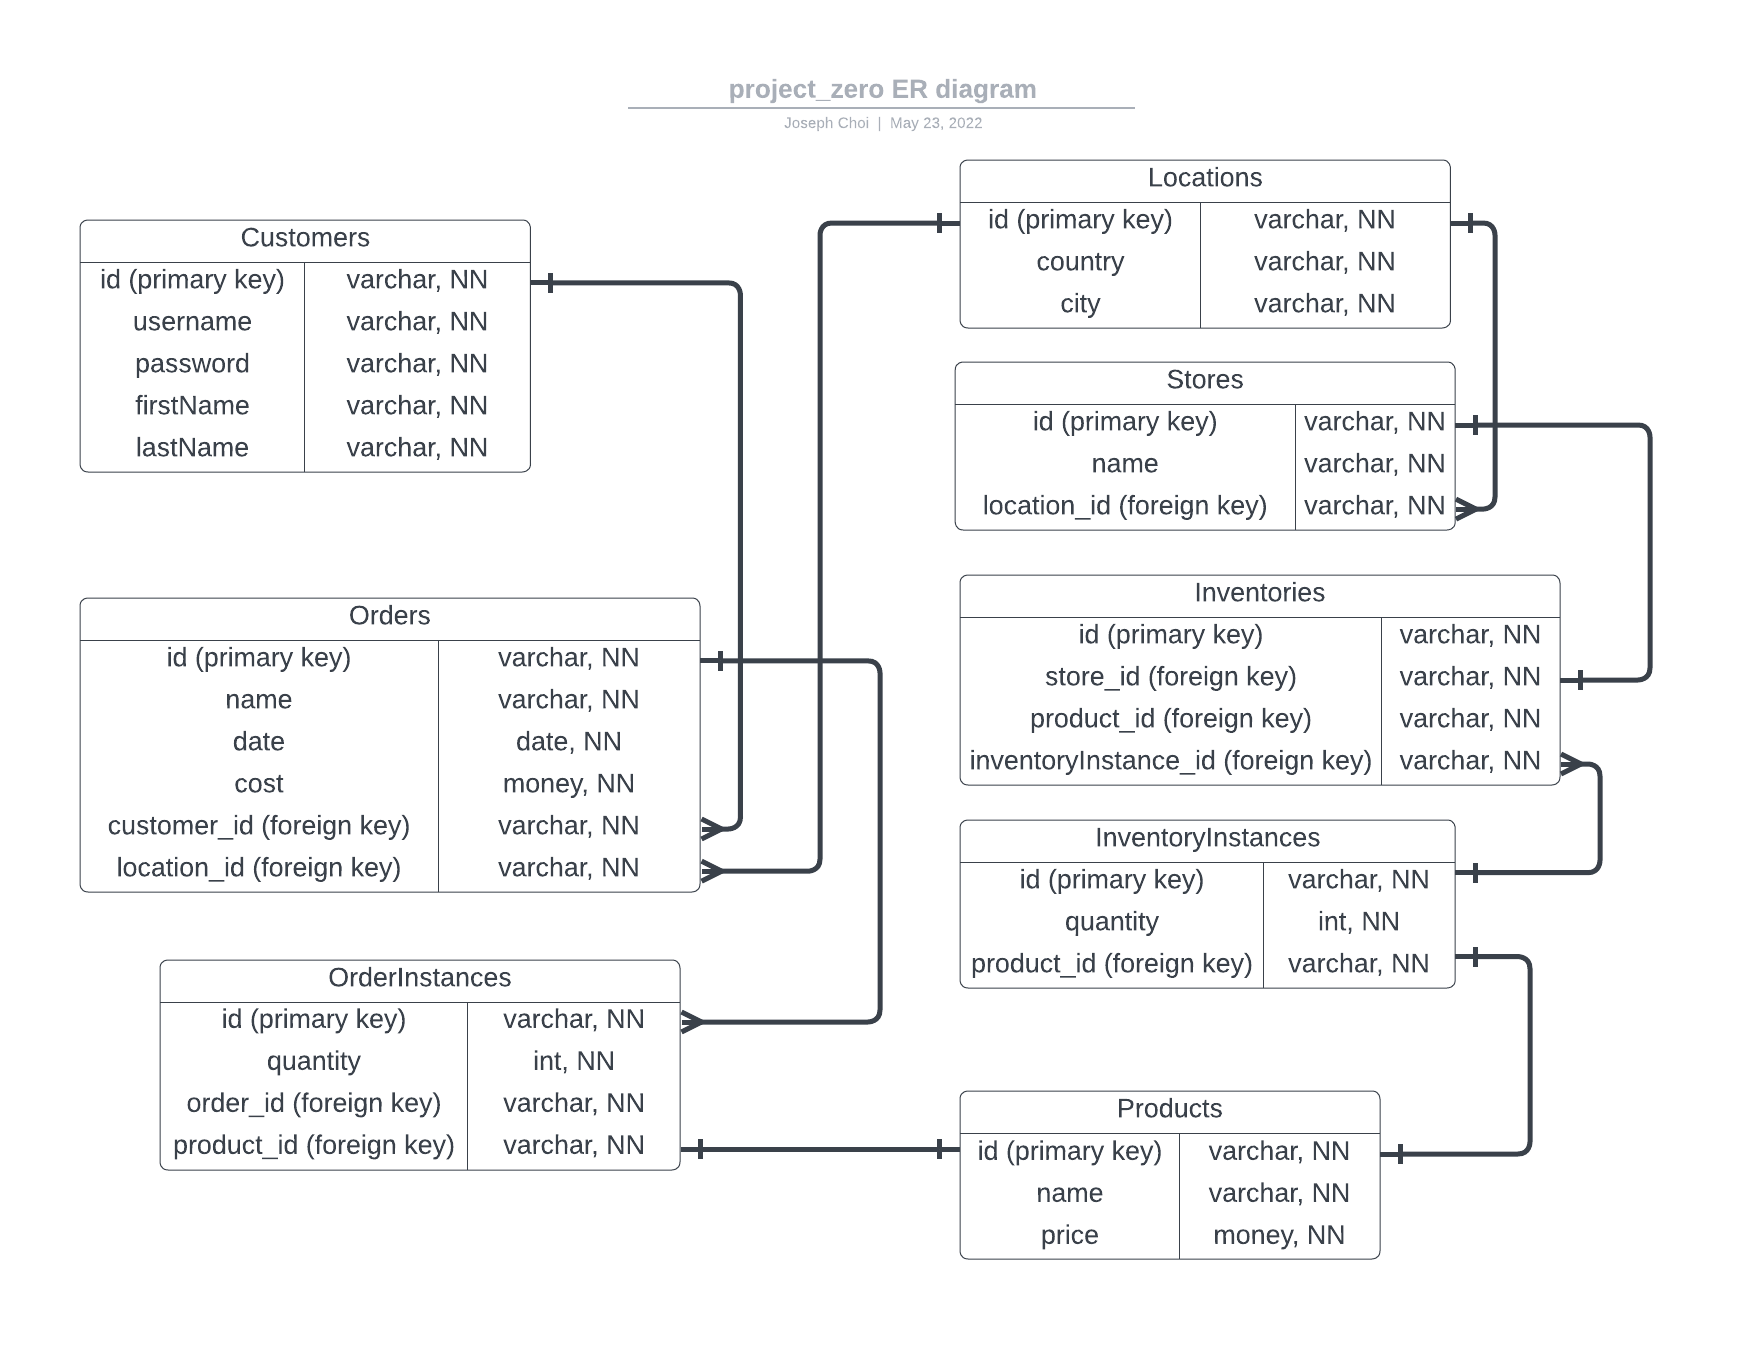 project_zero ER diagram
Joseph Choi | May 23, 2022
Customers
id (primary key) varchar, NN
username varchar, NN
password varchar, NN
firstName varchar, NN
lastName varchar, NN
Orders
id (primary key) varchar, NN
name varchar, NN
date date, NN
cost money, NN
customer_id (foreign key) varchar, NN
location_id (foreign key) varchar, NN
OrderInstances
id (primary key) varchar, NN
quantity int, NN
order_id (foreign key) varchar, NN
product_id (foreign key) varchar, NN
Locations
id (primary key) varchar, NN
country varchar, NN
city varchar, NN
Stores
id (primary key) varchar, NN
name varchar, NN
location_id (foreign key) varchar, NN
Inventories
id (primary key) varchar, NN
store_id (foreign key) varchar, NN
product_id (foreign key) varchar, NN
inventoryInstance_id (foreign key) varchar, NN
InventoryInstances
id (primary key) varchar, NN
quantity int, NN
product_id (foreign key) varchar, NN
Products
id (primary key) varchar, NN
name varchar, NN
price money, NN